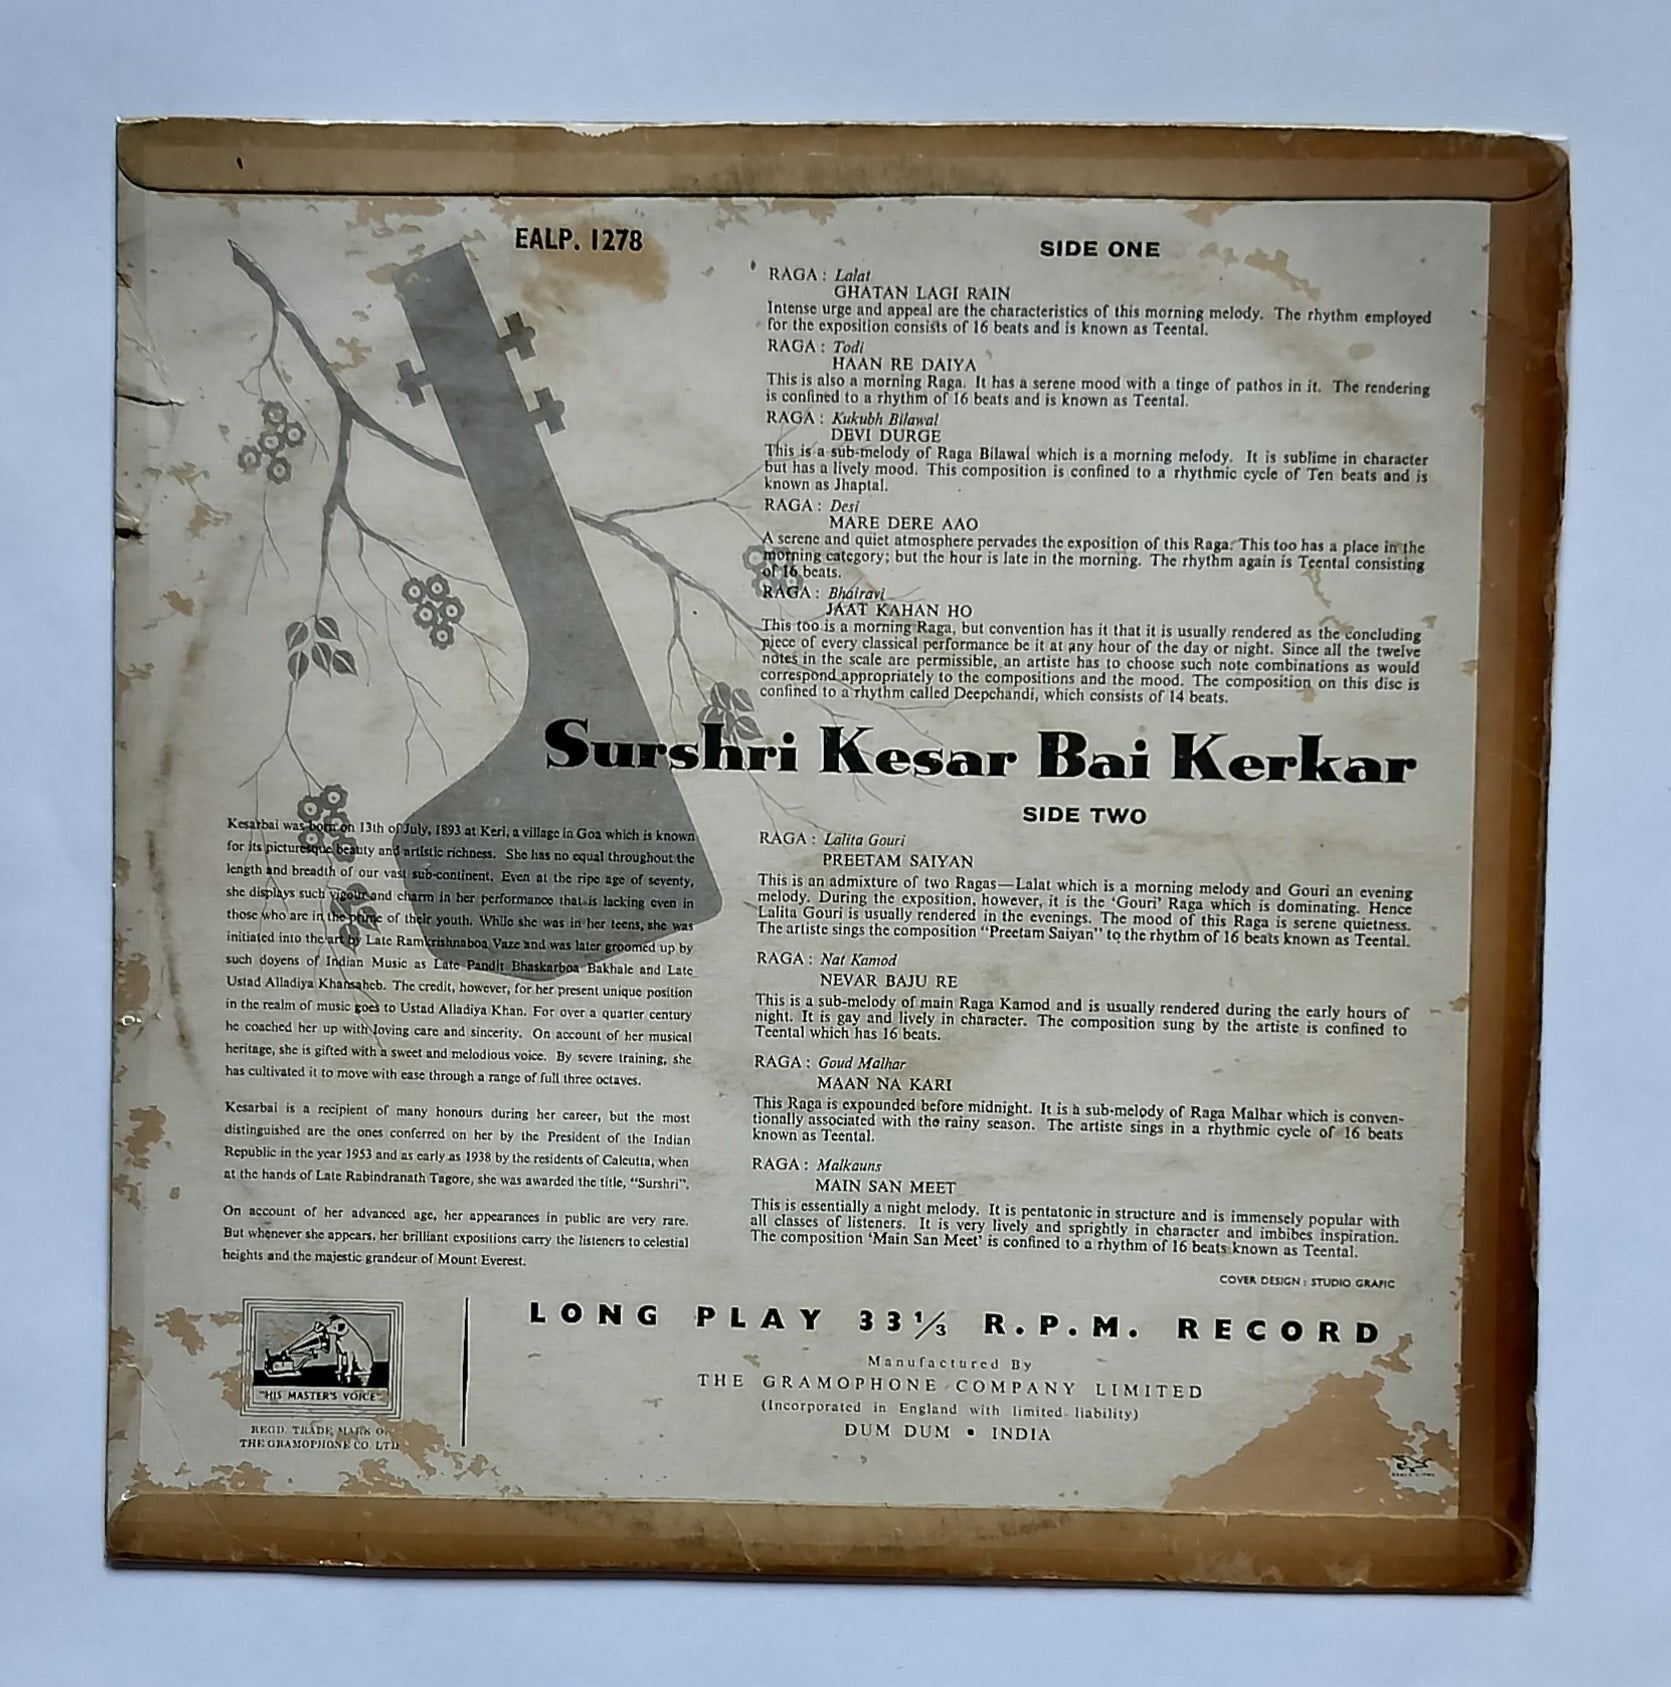 EALP. 1278
SIDE ONE
RAGA : Lalat
GHATAN LAGI RAIN
Intense urge and appeal are the characteristics of this morning melody. The rhythm employed
for the exposition consists of 16 beats and is known as Teental.
RAGA : Todi
HAAN RE DAIYA
This is also a morning Raga. It has a serene mood with a tinge of pathos in it. The rendering
is confined to a rhythm of 16 beats and is known as Teental.
RAGA : Kukubh Bilawal
DEVI DURGE
This is a sub-melody of Raga Bilawal which is a morning melody. It is sublime in character
but has a lively mood. This composition is confined to a rhythmic cycle of Ten beats and is
known as Jhaptal.
RAGA : Desi
MARE DERE AAO
A serene and quiet atmosphere pervades the exposition of this Raga. This too has a place in the
morning category; but the hour is late in the morning. The rhythm again is Teental consisting
of 16 beats.
RAGA : Bhairavi
JAAT KAHAN HO
This too is a morning Raga, but convention has it that it is usually rendered as the concluding
piece of every classical performance be it at any hour of the day or night. Since all the twelve
notes in the scale are permissible, an artiste has to choose such note combinations as would
correspond appropriately to the compositions and the mood. The composition on this disc is
confined to a rhythm called Deepchandi, which consists of 14 beats.
Surshri Kesar Bai Kerkar
SIDE TWO
RAGA : Lalita Gouri
PREETAM SAIYAN
This is an admixture of two Ragas—Lalat which is a morning melody and Gouri an evening
melody. During the exposition, however, it is the 'Gouri' Raga which is dominating. Hence
Lalita Gouri is usually rendered in the evenings. The mood of this Raga is serene quietness.
The artiste sings the composition "Preetam Saiyan" to the rhythm of 16 beats known as Teental.
RAGA : Nat Kamod
NEVAR BAJU RE
This is a sub-melody of main Raga Kamod and is usually rendered during the early hours of
night. It is gay and lively in character. The composition sung by the artiste is confined to
Teental which has 16 beats.
RAGA : Goud Malhar
MAAN NA KARI
This Raga is expounded before midnight. It is a sub-melody of Raga Malhar which is conven-
tionally associated with the rainy season. The artiste sings in a rhythmic cycle of 16 beats
known as Teental.
RAGA : Malkauns
MAIN SAN MEET
This is essentially a night melody. It is pentatonic in structure and is immensely popular with
all classes of listeners. It is very lively and sprightly in character and imbibes inspiration.
The composition 'Main San Meet' is confined to a rhythm of 16 beats known as Teental.
COVER DESIGN : STUDIO GRAFIC
Kesarbai was born on 13th of July, 1893 at Keri, a village in Goa which is known
for its picturesque beauty and artistic richness. She has no equal throughout the
length and breadth of our vast sub-continent. Even at the ripe age of seventy,
she displays such vigour and charm in her performance that is lacking even in
those who are in the prime of their youth. While she was in her teens, she was
initiated into the art by Late Ramkrishnaboa Vaze and was later groomed up by
such doyens of Indian Music as Late Pandit Bhaskarboa Bakhale and Late
Ustad Alladiya Khansaheb. The credit, however, for her present unique position
in the realm of music goes to Ustad Alladiya Khan. For over a quarter century
he coached her up with loving care and sincerity. On account of her musical
heritage, she is gifted with a sweet and melodious voice. By severe training, she
has cultivated it to move with ease through a range of full three octaves.
Kesarbai is a recipient of many honours during her career, but the most
distinguished are the ones conferred on her by the President of the Indian
Republic in the year 1953 and as early as 1938 by the residents of Calcutta, when
at the hands of Late Rabindranath Tagore, she was awarded the title, "Surshri".
On account of her advanced age, her appearances in public are very rare.
But whenever she appears, her brilliant expositions carry the listeners to celestial
heights and the majestic grandeur of Mount Everest.
"HIS MASTER'S VOICE"
REGD. TRADE MARK O
THE GRAMOPHONE CO. LTD
LONG PLAY 33 1/3 R.P.M. RECORD
Manufactured By
THE GRAMOPHONE COMPANY LIMITED
(Incorporated in England with limited liability)
DUM DUM • INDIA